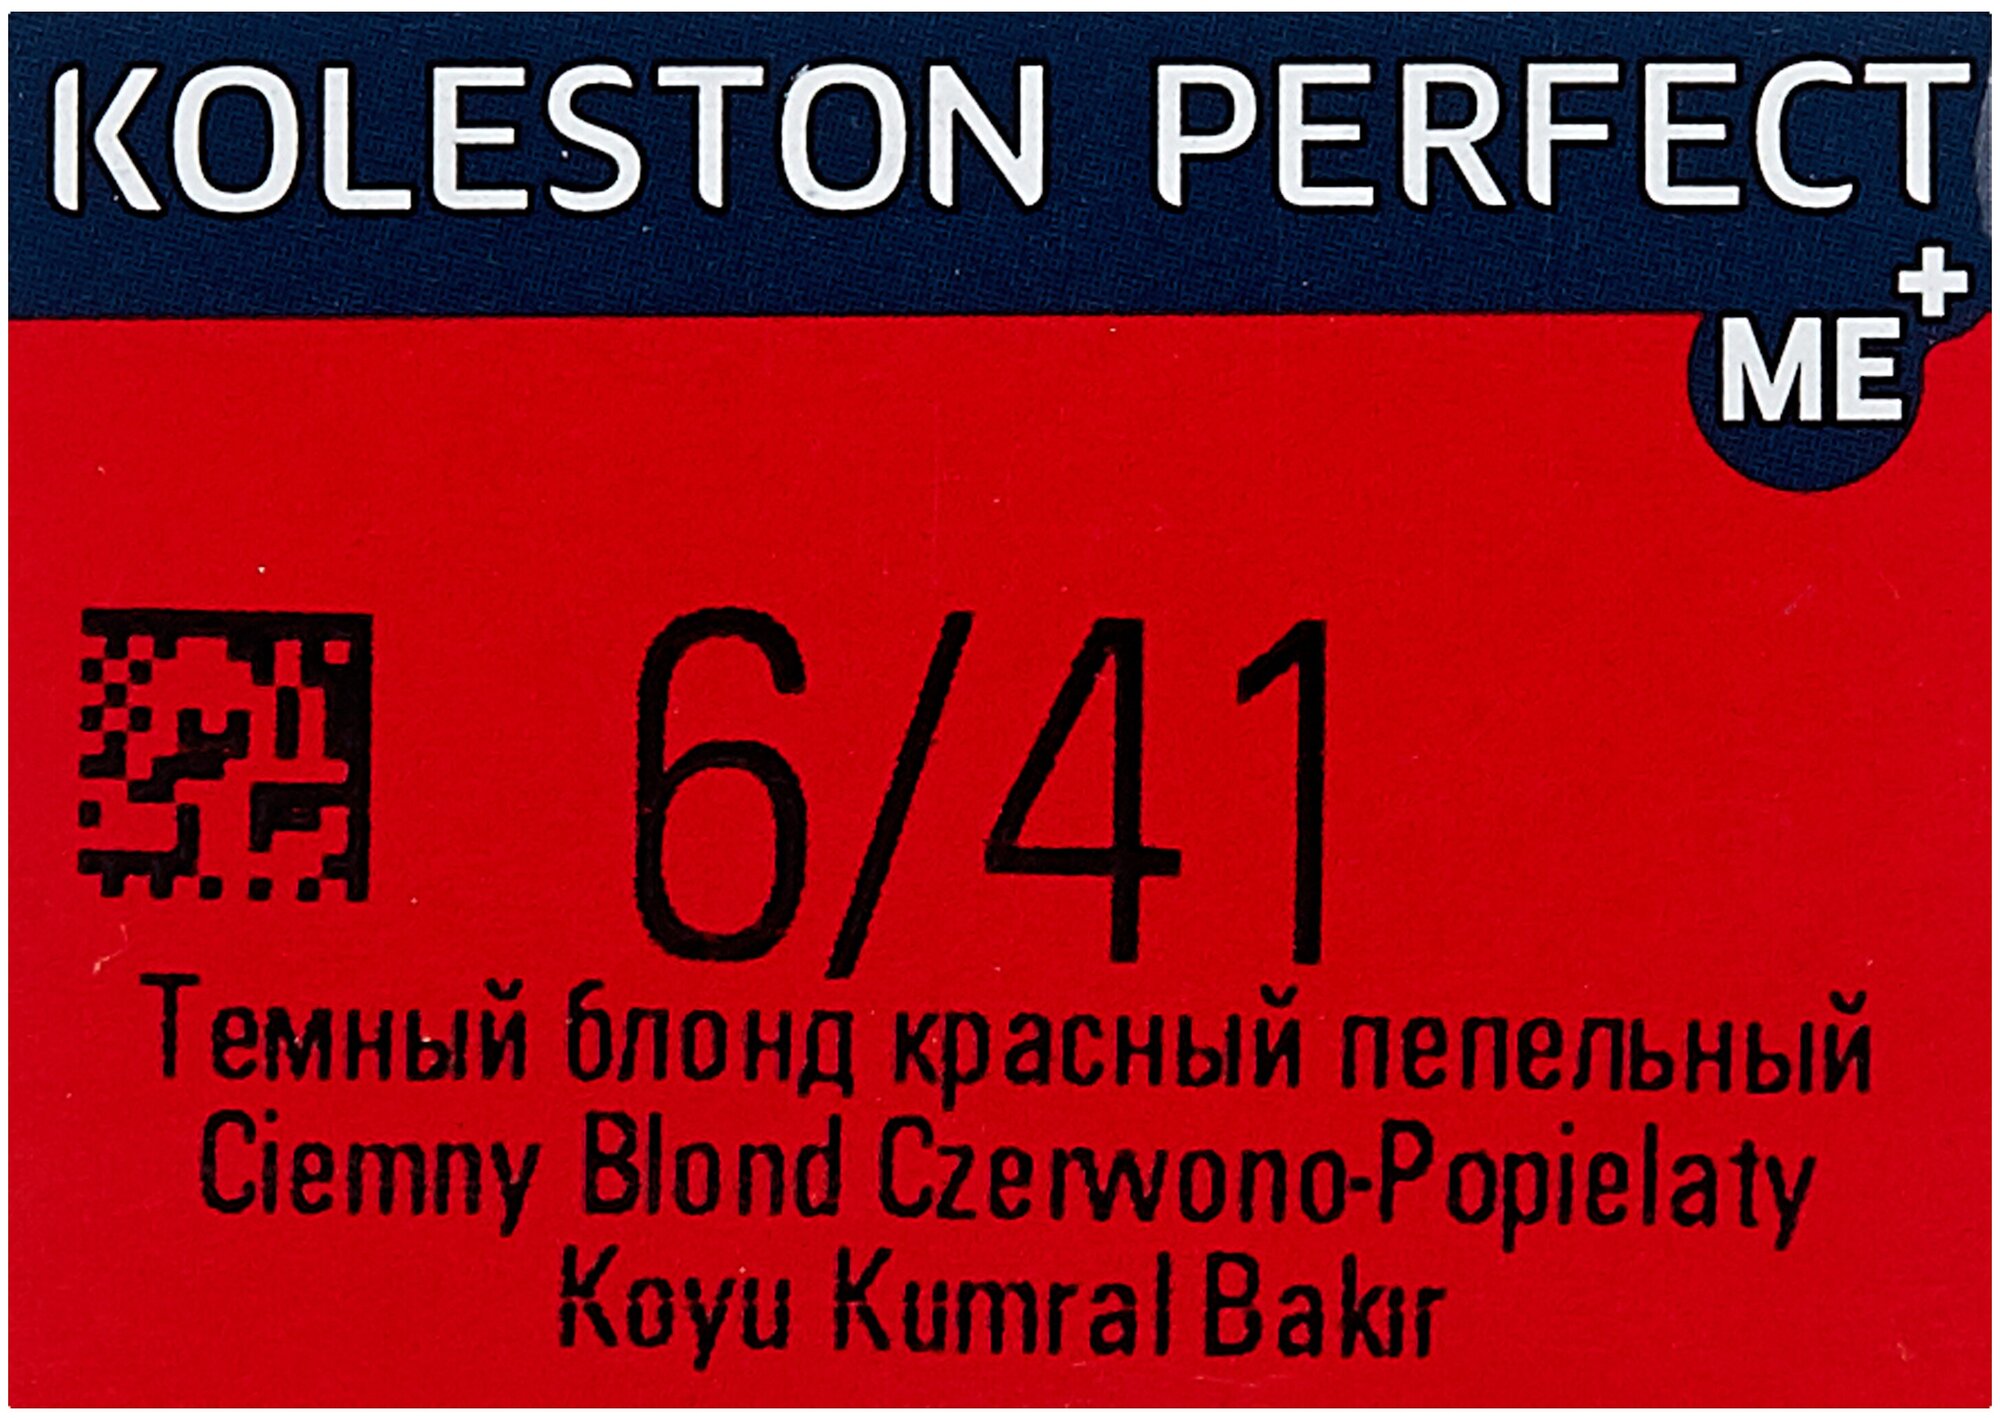 KOLESTON PERFECT
ME+
6/41
Темный блонд красный пепельный
Ciemny Blond Czerwono-Popielaty
Koyu Kumral Bakır